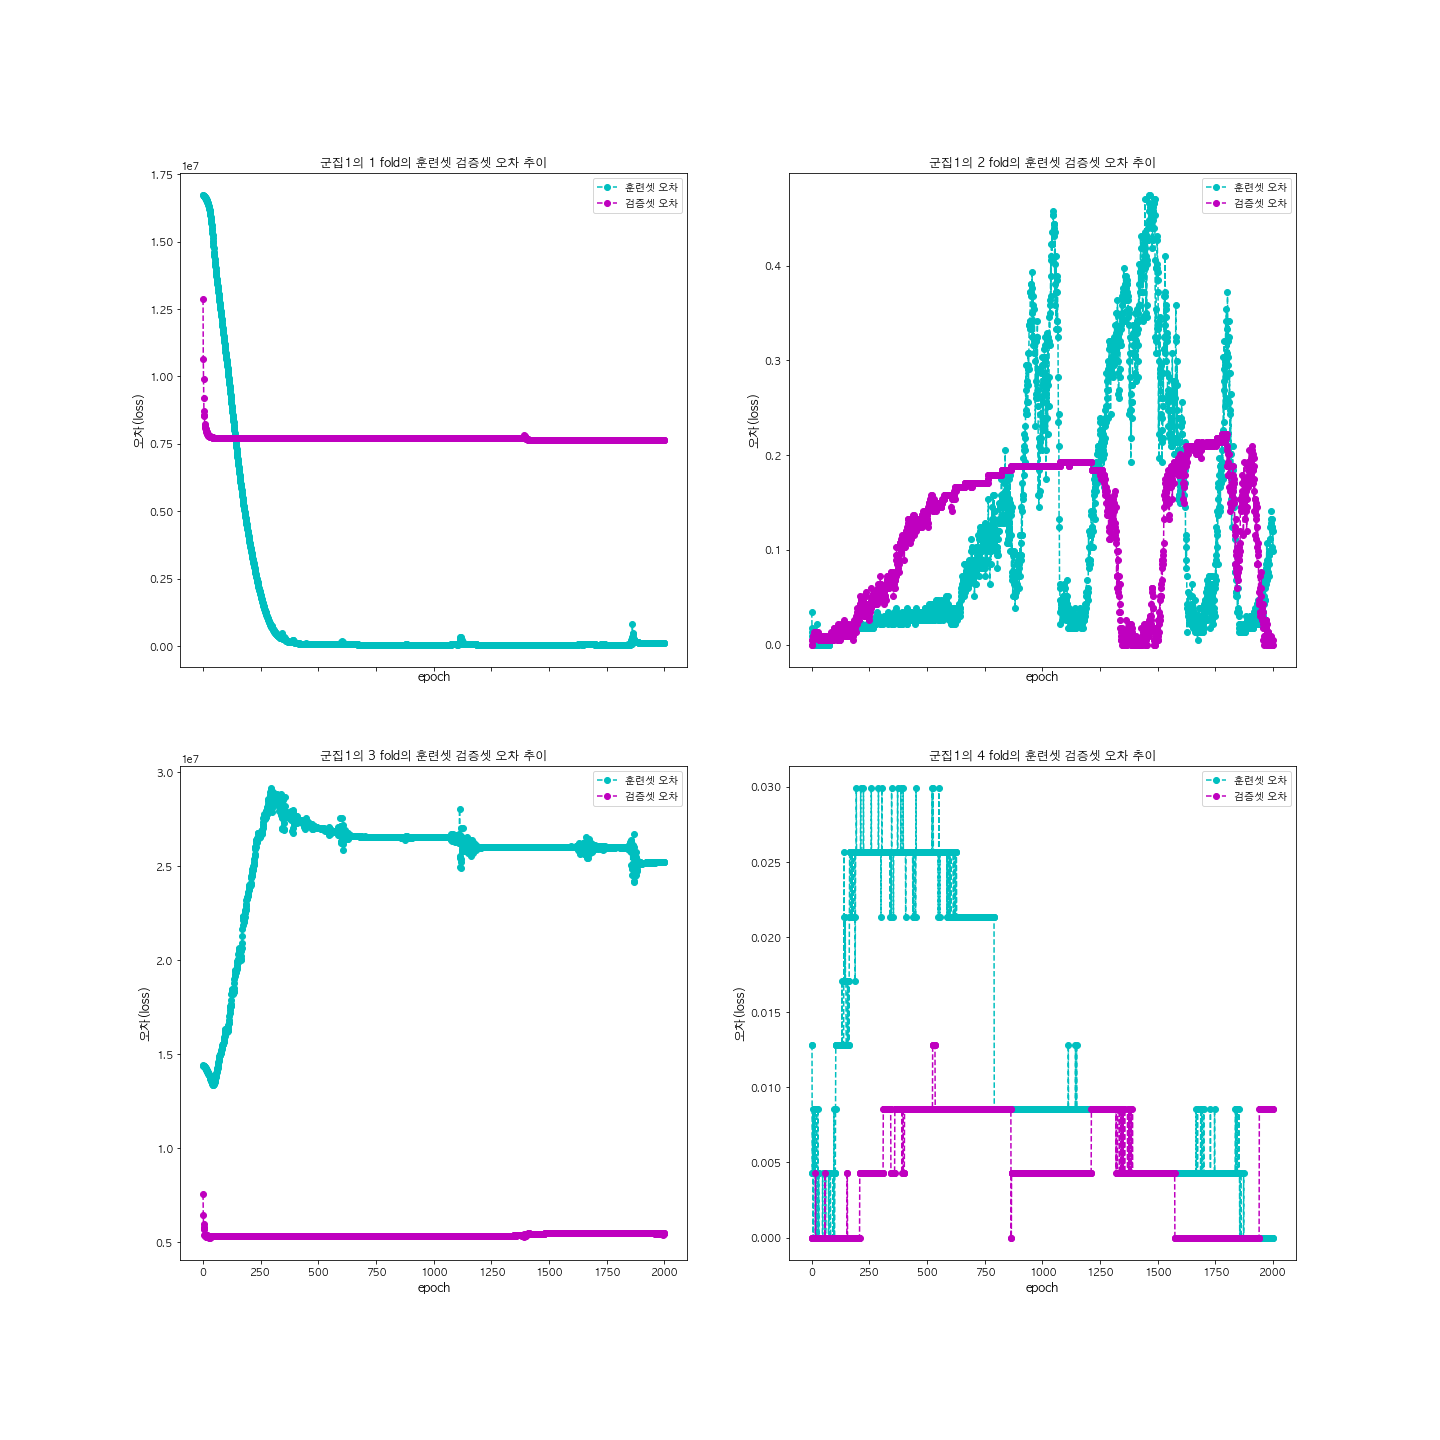 군집1의 1 fold의 훈련셋 검증셋 오차 추이
1e7
1.75
1.50
1.25
1.00
0.75
0.50
0.25
0.00
오차(loss)
epoch
훈련셋 오차
검증셋 오차
군집1의 2 fold의 훈련셋 검증셋 오차 추이
0.4
0.3
0.2
0.1
0.0
오차(loss)
epoch
훈련셋 오차
검증셋 오차
군집1의 3 fold의 훈련셋 검증셋 오차 추이
1e7
3.0
2.5
2.0
1.5
1.0
0.5
오차(loss)
0 250 500 750 1000 1250 1500 1750 2000
epoch
훈련셋 오차
검증셋 오차
군집1의 4 fold의 훈련셋 검증셋 오차 추이
0.030
0.025
0.020
0.015
0.010
0.005
0.000
오차(loss)
0 250 500 750 1000 1250 1500 1750 2000
epoch
훈련셋 오차
검증셋 오차